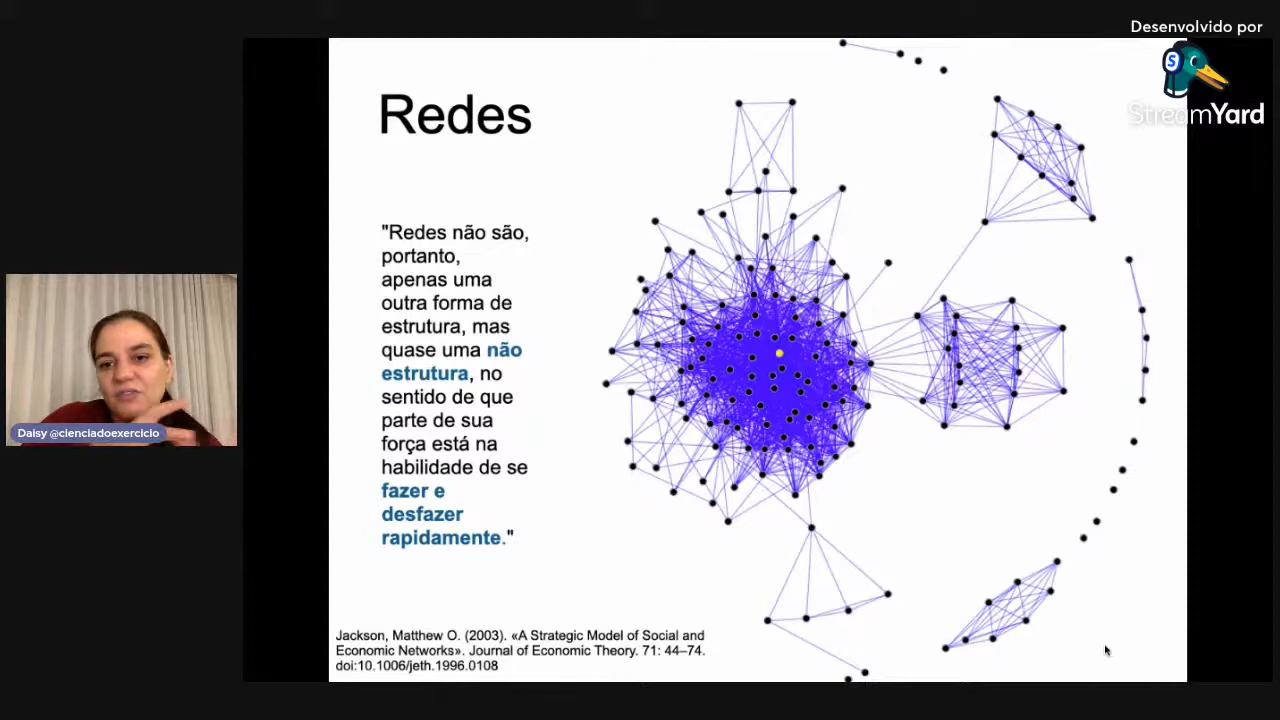 Desenvolvido por
StreamYard
Redes
"Redes não são,
portanto,
apenas uma
outra forma de
estrutura, mas
quase uma não
estrutura, no
sentido de que
parte de sua
força está na
habilidade de se
fazer e
desfazer
rapidamente."
Daisy @cienciadoexercicio
Jackson, Matthew O. (2003). «A Strategic Model of Social and
Economic Networks». Journal of Economic Theory. 71: 44–74.
doi:10.1006/jeth.1996.0108